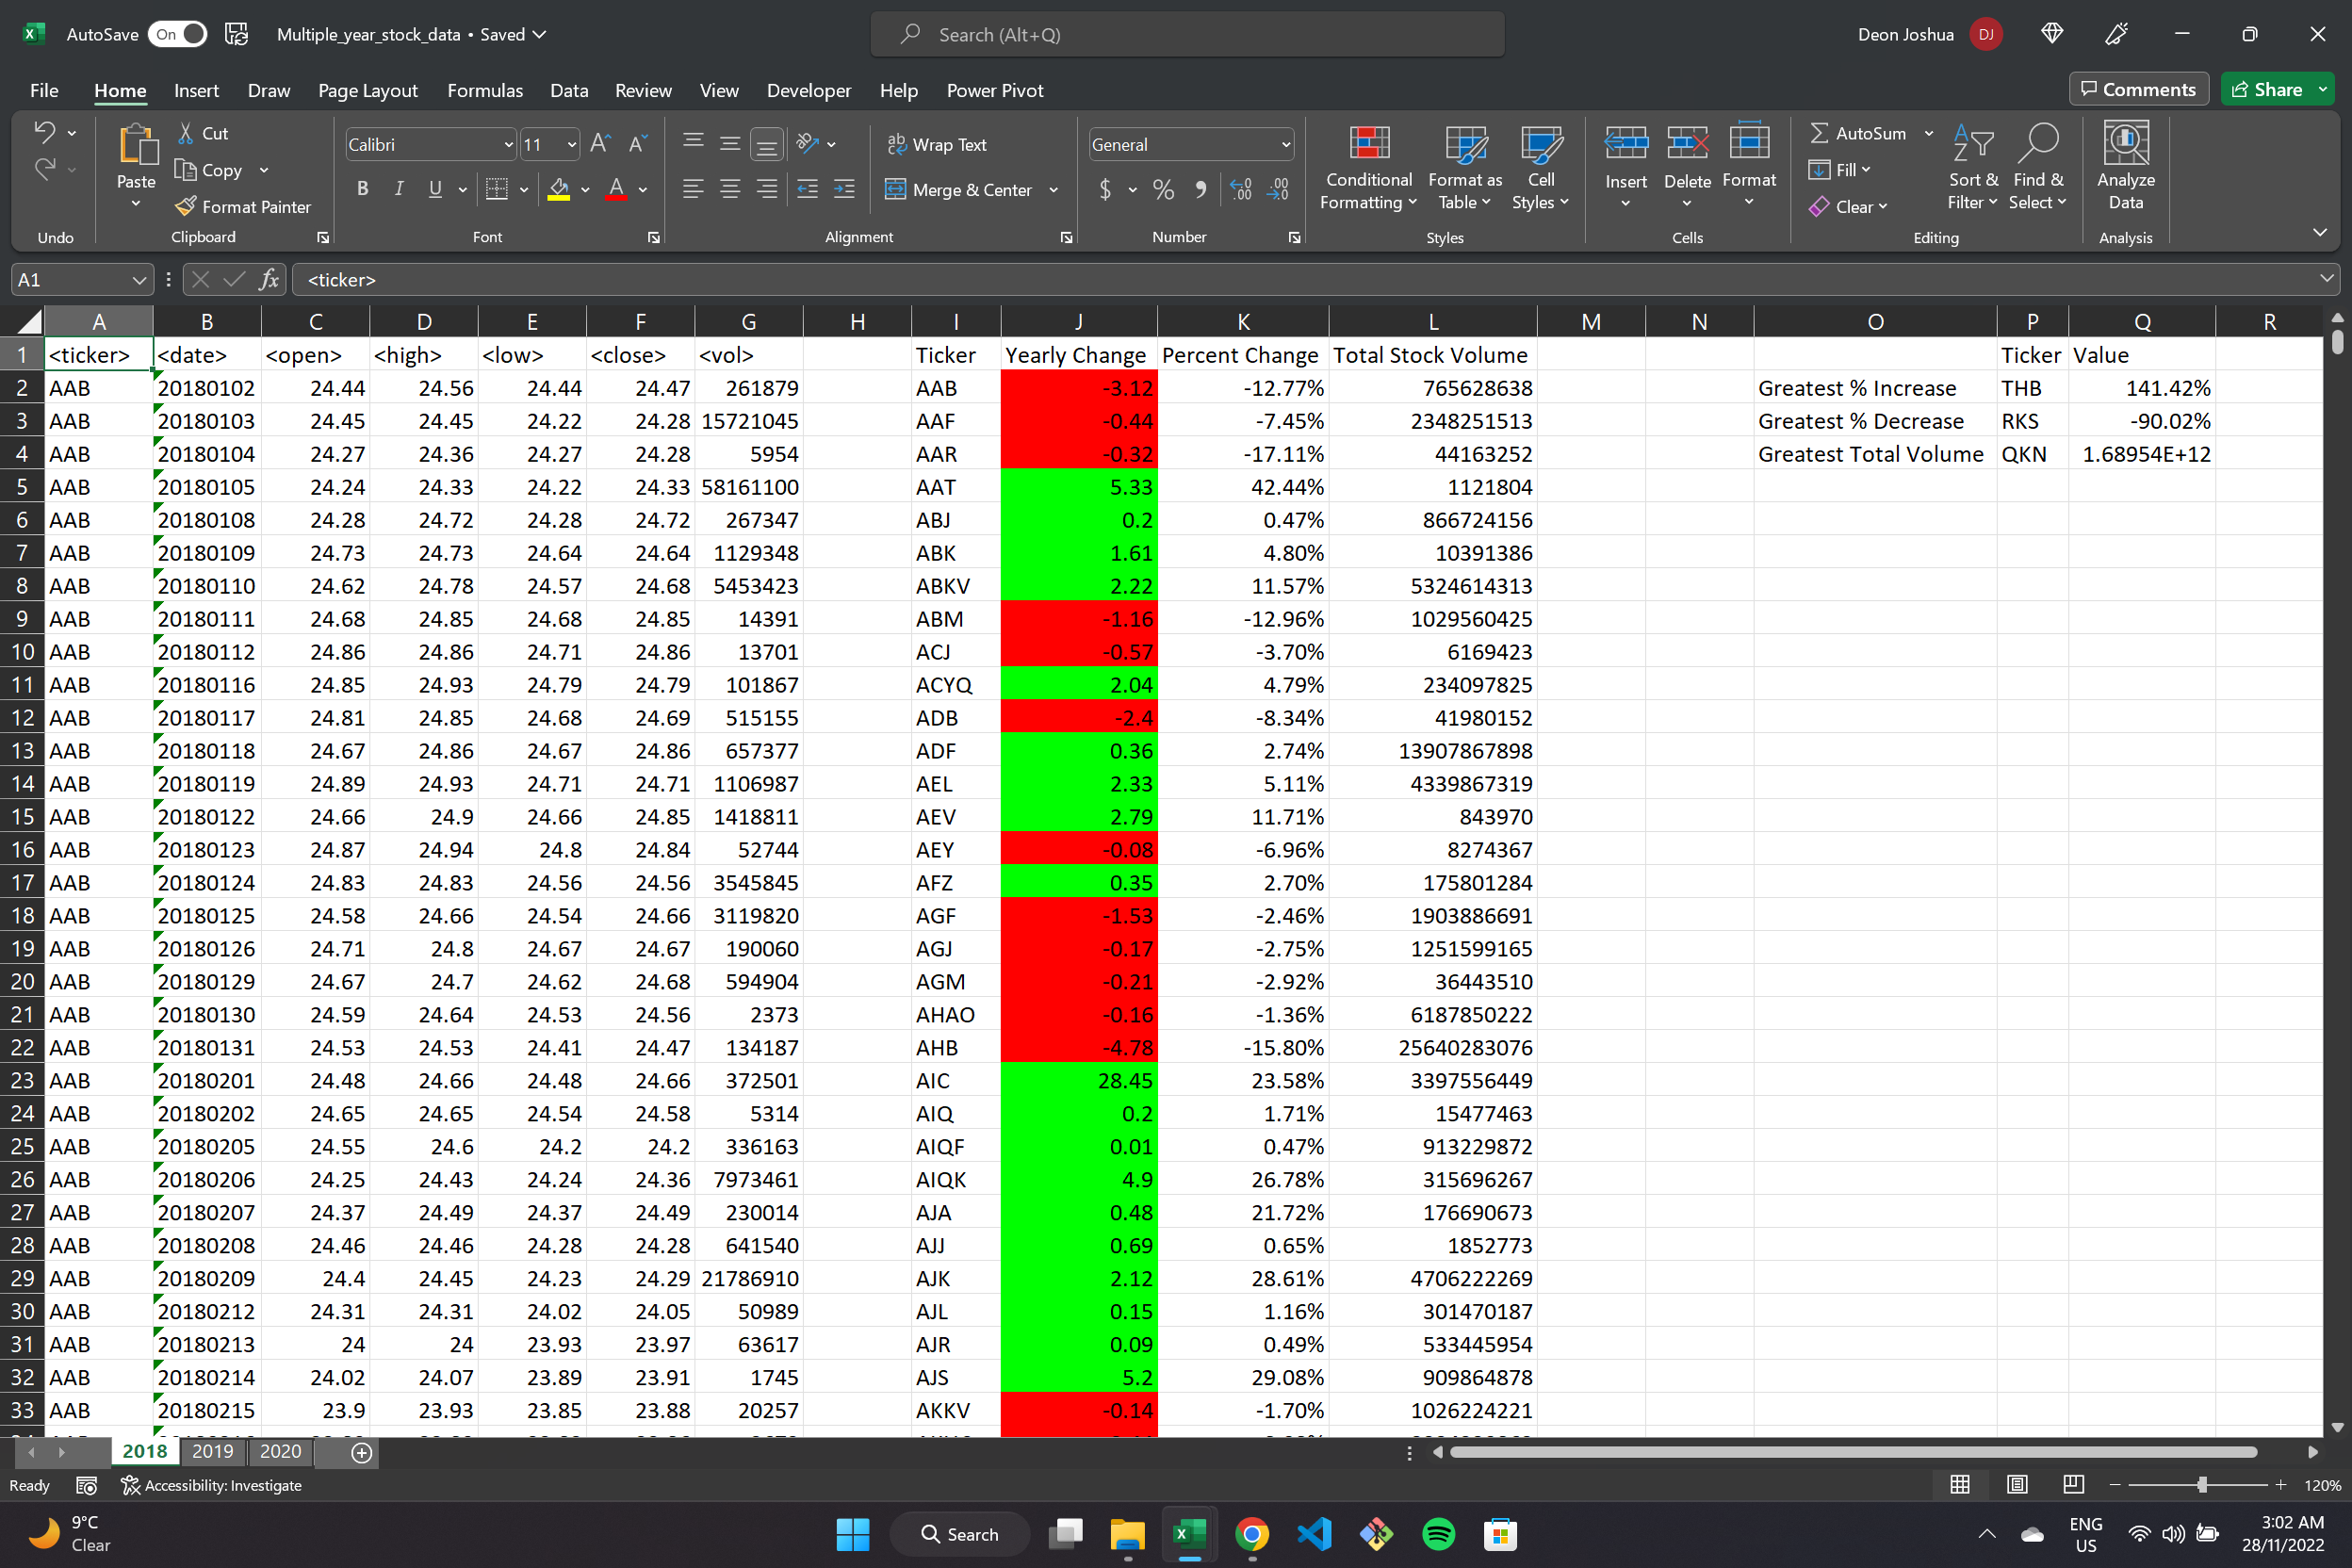 AutoSave On Multiple_year_stock_data • Saved Search (Alt+Q) Deon Joshua DJ
File Home Insert Draw Page Layout Formulas Data Review View Developer Help Power Pivot Comments Share
Undo
Paste Cut Copy Format Painter
Clipboard
Calibri 11
B I U A
Font
Wrap Text
Merge & Center
Alignment
General
$ % 9
Number
Conditional Formatting Format as Table Cell Styles
Styles
Insert Delete Format
Cells
AutoSum Fill Clear Sort & Filter Find & Select
Editing
Analyze Data
Analysis
A1 fx <ticker>
A B C D E F G H I J K L M N O P Q R
1 <ticker> <date> <open> <high> <low> <close> <vol> Ticker Yearly Change Percent Change Total Stock Volume Ticker Value
2 AAB 20180102 24.44 24.56 24.44 24.47 261879 AAB -3.12 -12.77% 765628638 Greatest % Increase THB 141.42%
3 AAB 20180103 24.45 24.45 24.22 24.28 15721045 AAF -0.44 -7.45% 2348251513 Greatest % Decrease RKS -90.02%
4 AAB 20180104 24.27 24.36 24.27 24.28 5954 AAR -0.32 -17.11% 44163252 Greatest Total Volume QKN 1.68954E+12
5 AAB 20180105 24.24 24.33 24.22 24.33 58161100 AAT 5.33 42.44% 1121804
6 AAB 20180108 24.28 24.72 24.28 24.72 267347 ABJ 0.2 0.47% 866724156
7 AAB 20180109 24.73 24.73 24.64 24.64 1129348 ABK 1.61 4.80% 10391386
8 AAB 20180110 24.62 24.78 24.57 24.68 5453423 ABKV 2.22 11.57% 5324614313
9 AAB 20180111 24.68 24.85 24.68 24.85 14391 ABM -1.16 -12.96% 1029560425
10 AAB 20180112 24.86 24.86 24.71 24.86 13701 ACJ -0.57 -3.70% 6169423
11 AAB 20180116 24.85 24.93 24.79 24.79 101867 ACYQ 2.04 4.79% 234097825
12 AAB 20180117 24.81 24.85 24.68 24.69 515155 ADB -2.4 -8.34% 41980152
13 AAB 20180118 24.67 24.86 24.67 24.86 657377 ADF 0.36 2.74% 13907867898
14 AAB 20180119 24.89 24.93 24.71 24.71 1106987 AEL 2.33 5.11% 4339867319
15 AAB 20180122 24.66 24.9 24.66 24.85 1418811 AEV 2.79 11.71% 843970
16 AAB 20180123 24.87 24.94 24.8 24.84 52744 AEY -0.08 -6.96% 8274367
17 AAB 20180124 24.83 24.83 24.56 24.56 3545845 AFZ 0.35 2.70% 175801284
18 AAB 20180125 24.58 24.66 24.54 24.66 3119820 AGF -1.53 -2.46% 1903886691
19 AAB 20180126 24.71 24.8 24.67 24.67 190060 AGJ -0.17 -2.75% 1251599165
20 AAB 20180129 24.67 24.7 24.62 24.68 594904 AGM -0.21 -2.92% 36443510
21 AAB 20180130 24.59 24.64 24.53 24.56 2373 AHAO -0.16 -1.36% 6187850222
22 AAB 20180131 24.53 24.53 24.41 24.47 134187 AHB -4.78 -15.80% 25640283076
23 AAB 20180201 24.48 24.66 24.48 24.66 372501 AIC 28.45 23.58% 3397556449
24 AAB 20180202 24.65 24.65 24.54 24.58 5314 AIQ 0.2 1.71% 15477463
25 AAB 20180205 24.55 24.6 24.2 24.2 336163 AIQF 0.01 0.47% 913229872
26 AAB 20180206 24.25 24.43 24.24 24.36 7973461 AIQK 4.9 26.78% 315696267
27 AAB 20180207 24.37 24.49 24.37 24.49 230014 AJA 0.48 21.72% 176690673
28 AAB 20180208 24.46 24.46 24.28 24.28 641540 AJJ 0.69 0.65% 1852773
29 AAB 20180209 24.4 24.45 24.23 24.29 21786910 AJK 2.12 28.61% 4706222269
30 AAB 20180212 24.31 24.31 24.02 24.05 50989 AJL 0.15 1.16% 301470187
31 AAB 20180213 24 24 23.93 23.97 63617 AJR 0.09 0.49% 533445954
32 AAB 20180214 24.02 24.07 23.89 23.91 1745 AJS 5.2 29.08% 909864878
33 AAB 20180215 23.9 23.93 23.85 23.88 20257 AKKV -0.14 -1.70% 1026224221
2018 2019 2020
Ready Accessibility: Investigate 120%
9°C
Clear
Search
ENG
US
3:02 AM
28/11/2022